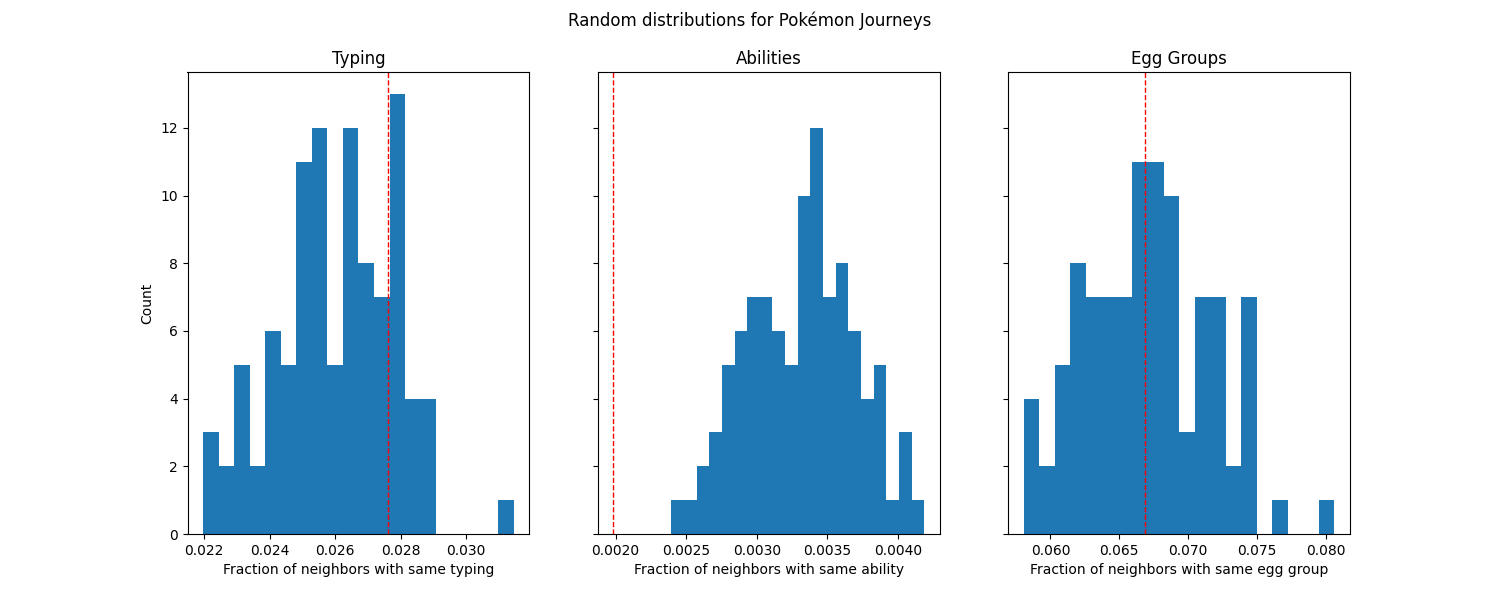 Random distributions for Pokémon Journeys
Typing
Abilities
Egg Groups
Count
12
10
8
6
4
2
0
0.022 0.024 0.026 0.028 0.030
0.0020 0.0025 0.0030 0.0035 0.0040
0.060 0.065 0.070 0.075 0.080
Fraction of neighbors with same typing
Fraction of neighbors with same ability
Fraction of neighbors with same egg group